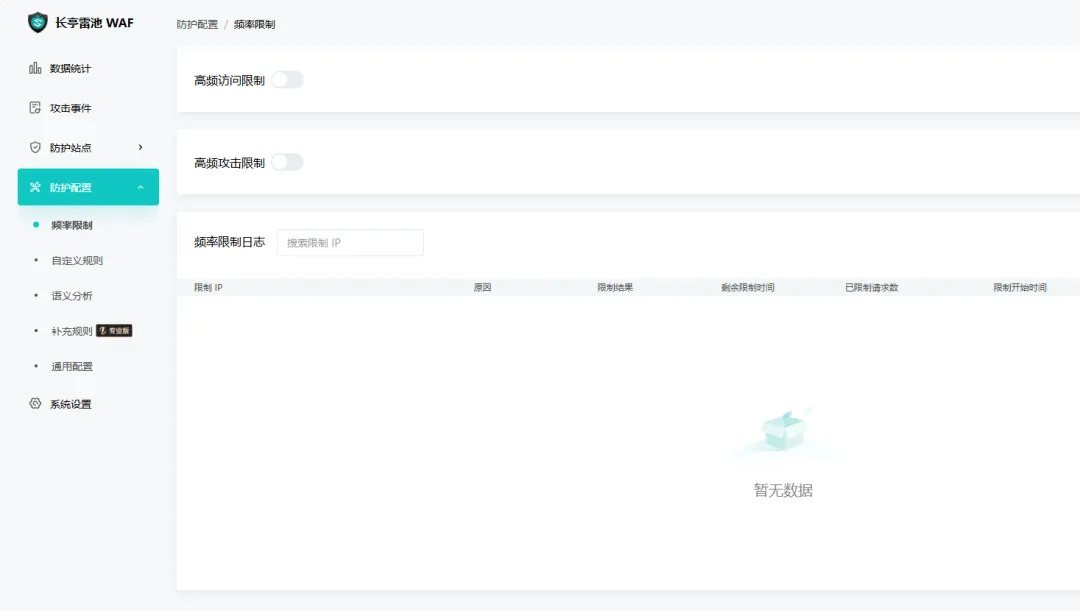 长亭雷池 WAF
防护配置 / 频率限制
数据统计
攻击事件
防护站点
防护配置
频率限制
自定义规则
语义分析
补充规则 专业版
通用配置
系统设置
高频访问限制
高频攻击限制
频率限制日志 搜索限制 IP
限制 IP 原因 限制结果 剩余限制时间 已限制请求数 限制开始时间
暂无数据